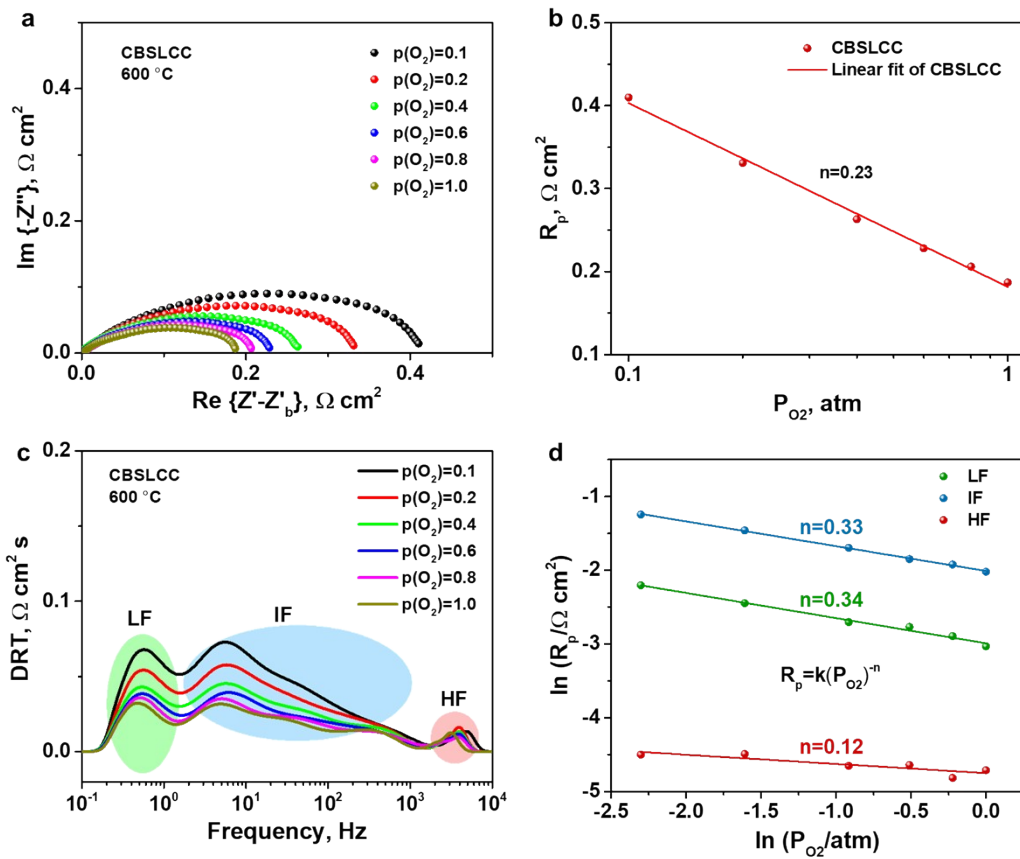 a
CBSLCC
600 °C
p(O₂)=0.1
p(O₂)=0.2
p(O₂)=0.4
p(O₂)=0.6
p(O₂)=0.8
p(O₂)=1.0
Im {-Z''}, Ω cm²
0.4
0.2
0.0
0.0
0.2
0.4
Re {Z'-Z'b}, Ω cm²
b
CBSLCC
Linear fit of CBSLCC
n=0.23
Rₚ, Ω cm²
0.5
0.4
0.3
0.2
0.1
0.1
1
P_O2, atm
c
CBSLCC
600 °C
p(O₂)=0.1
p(O₂)=0.2
p(O₂)=0.4
p(O₂)=0.6
p(O₂)=0.8
p(O₂)=1.0
LF
IF
HF
DRT, Ω cm² s
0.2
0.1
0.0
10⁻¹
10⁰
10¹
10²
10³
10⁴
Frequency, Hz
d
LF
IF
HF
n=0.33
n=0.34
Rₚ=k(P_O2)⁻ⁿ
n=0.12
ln (Rₚ/Ω cm²)
-1
-2
-3
-4
-5
-2.5
-2.0
-1.5
-1.0
-0.5
0.0
ln (P_O2/atm)